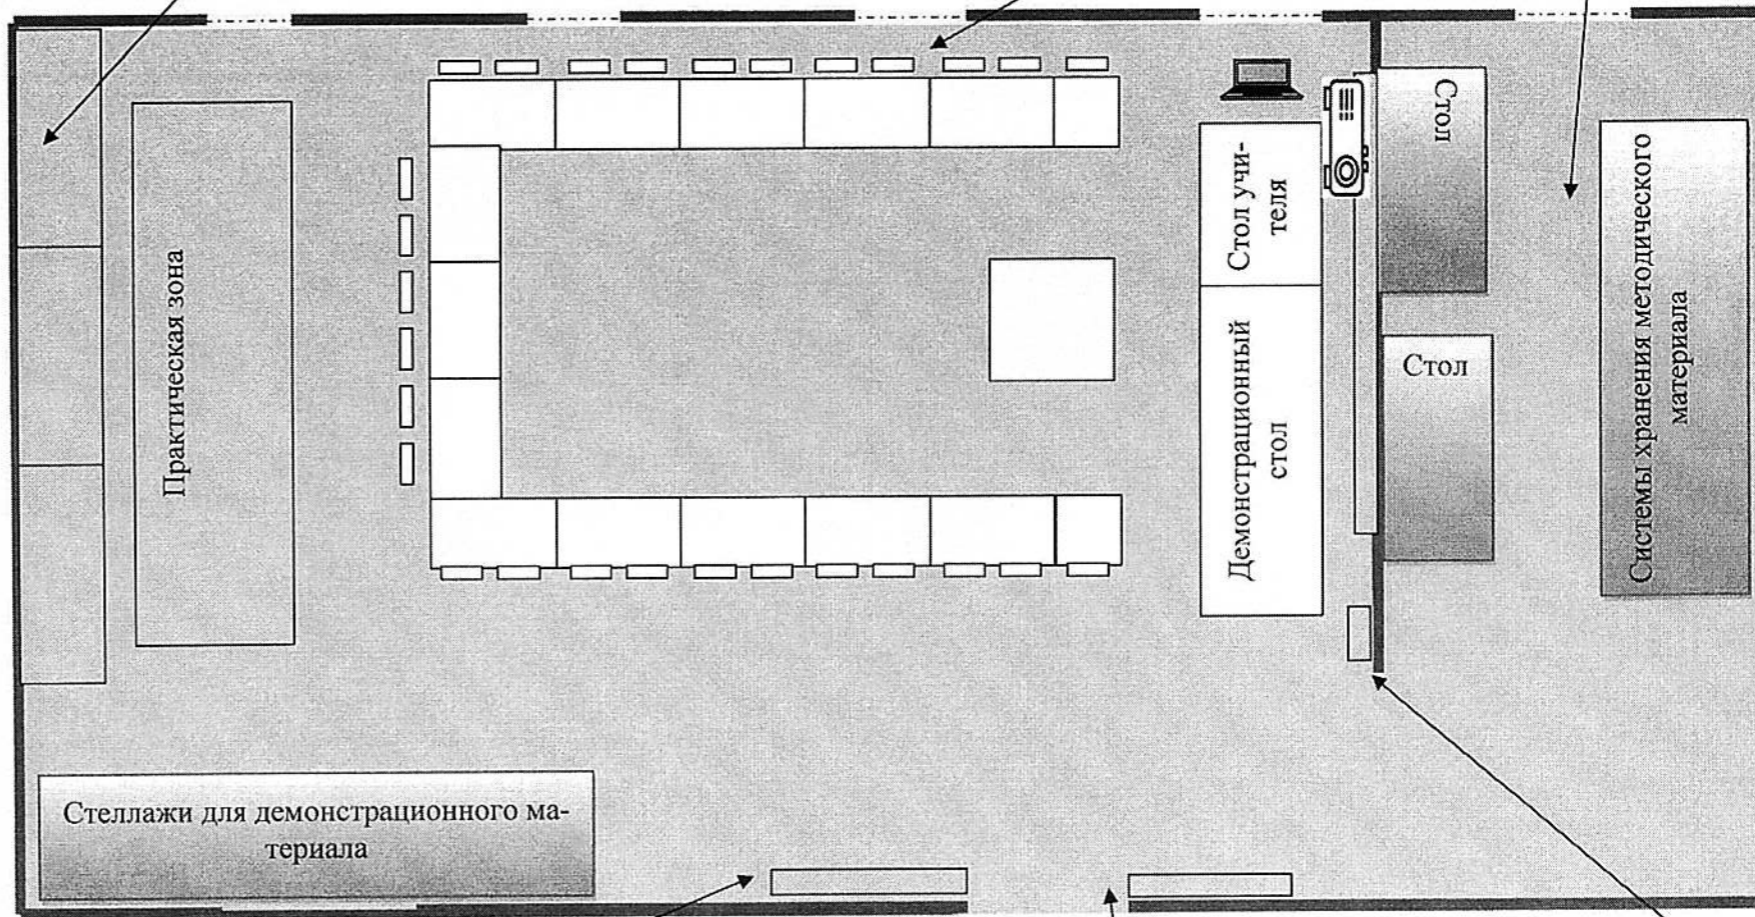 Практическая зона
Стол учи-
теля
Демонстрационный
стол
Стол
Стол
Системы хранения методического
материала
Стеллажи для демонстрационного ма-
териала